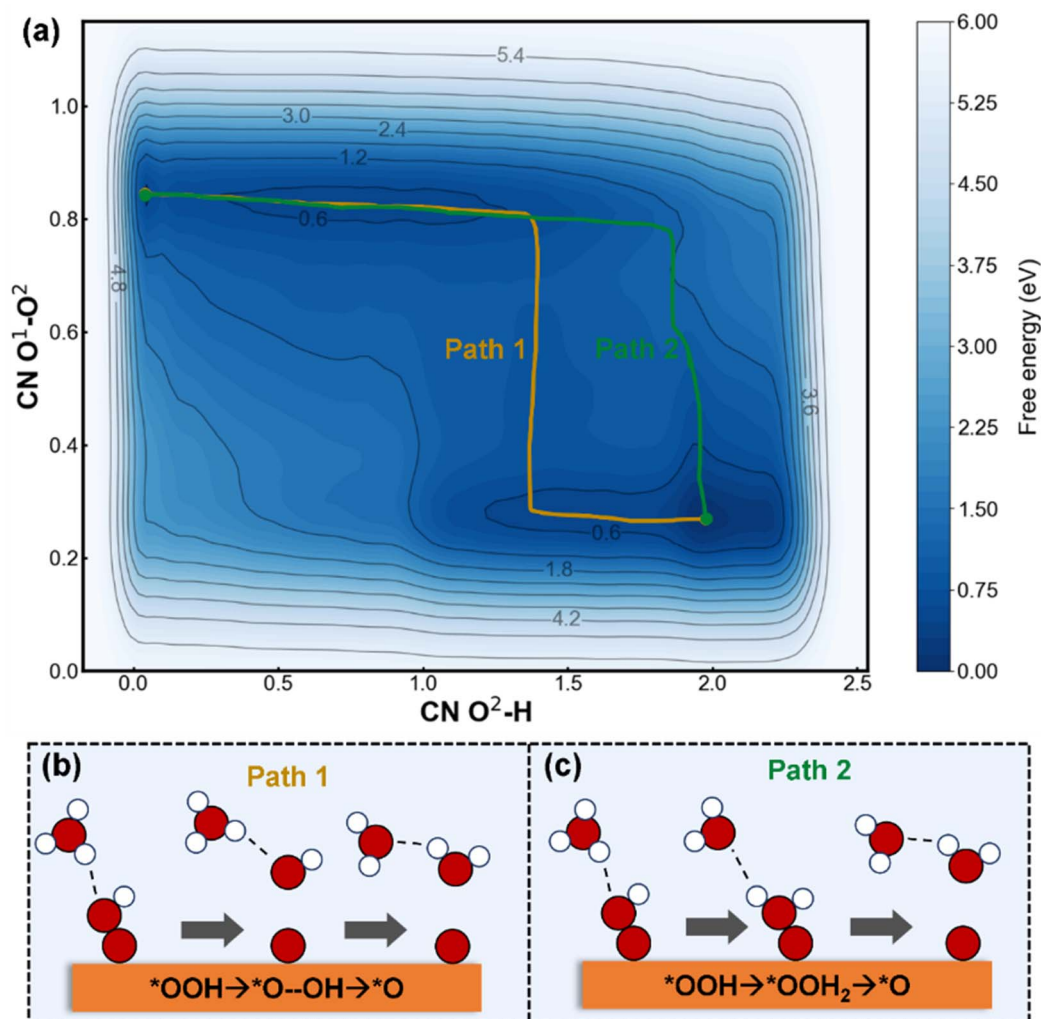 (a)
5.4
3.0
2.4
1.2
0.6
4.8
Path 1
Path 2
3.6
0.6
1.8
4.2
1.0
0.8
0.6
0.4
0.2
0.0
CN O¹-O²
0.0 0.5 1.0 1.5 2.0 2.5
CN O²-H
6.00
5.25
4.50
3.75
3.00
2.25
1.50
0.75
0.00
Free energy (eV)
(b)
Path 1
*OOH→*O--OH→*O
(c)
Path 2
*OOH→*OOH₂→*O